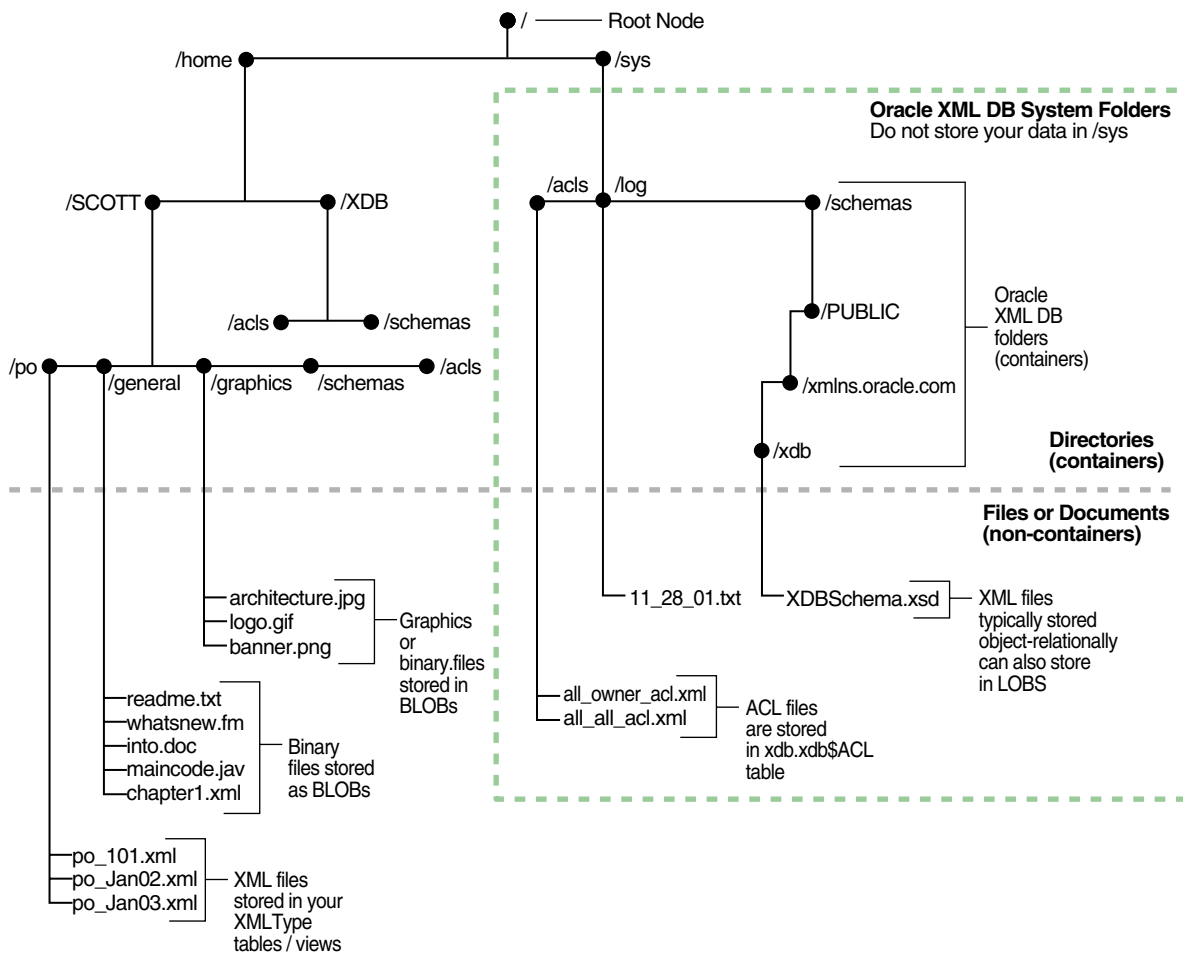 / Root Node
/home
/sys
Oracle XML DB System Folders
Do not store your data in /sys
/SCOTT
/XDB
/acls
/log
/schemas
/acls
/schemas
/PUBLIC
Oracle
XML DB
folders
(containers)
/po
/general
/graphics
/schemas
/acls
/xmlns.oracle.com
/xdb
Directories
(containers)
Files or Documents
(non-containers)
architecture.jpg
logo.gif
banner.png
Graphics
or
binary.files
stored in
BLOBs
11_28_01.txt
XDBSchema.xsd
XML files
typically stored
object-relationally
can also store
in LOBS
readme.txt
whatsnew.fm
into.doc
maincode.jav
chapter1.xml
Binary
files stored
as BLOBs
all_owner_acl.xml
all_all_acl.xml
ACL files
are stored
in xdb.xdb$ACL
table
po_101.xml
po_Jan02.xml
po_Jan03.xml
XML files
stored in your
XMLType
tables / views